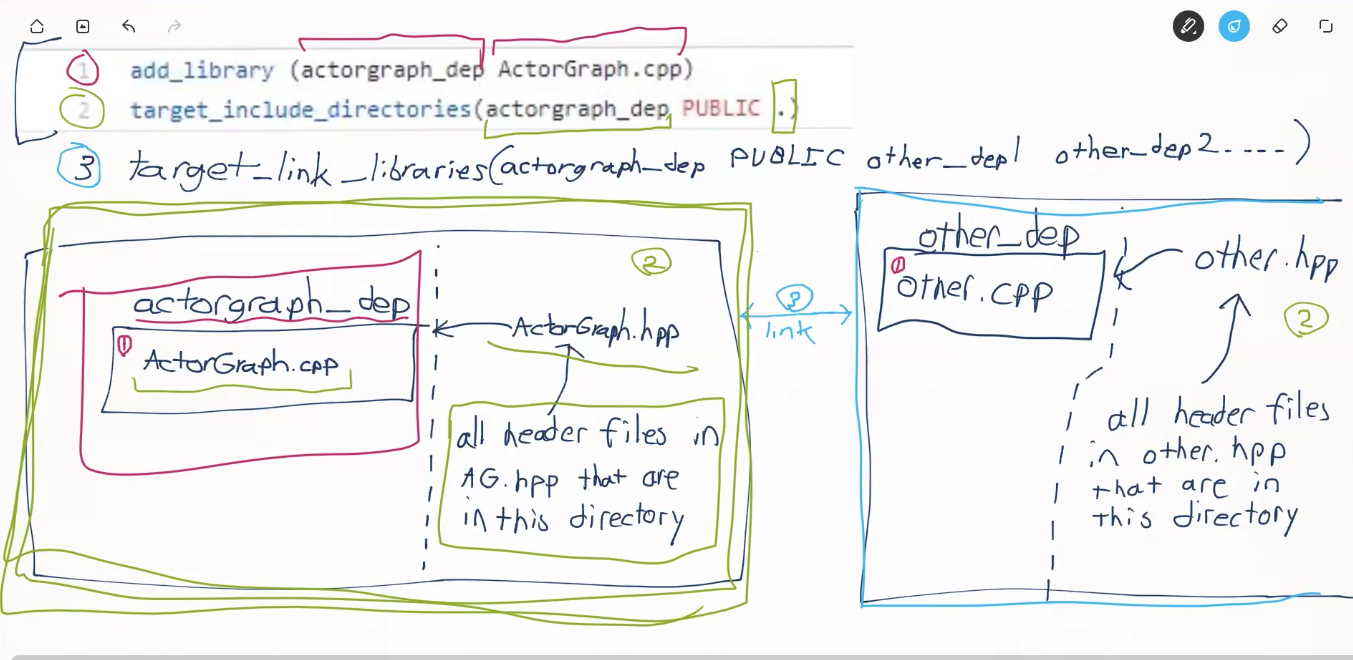 1 add_library (actorgraph_dep ActorGraph.cpp)
2 target_include_directories(actorgraph_dep PUBLIC .)
3 target_link_libraries(actorgraph_dep PUBLIC other_dep1 other_dep2....)
2
actorgraph_dep
1 ActorGraph.cpp
ActorGraph.hpp
all header files in
AG.hpp that are
in this directory
3
link
other_dep
1 other.cpp
other.hpp
2
all header files
in other.hpp
that are in
this directory